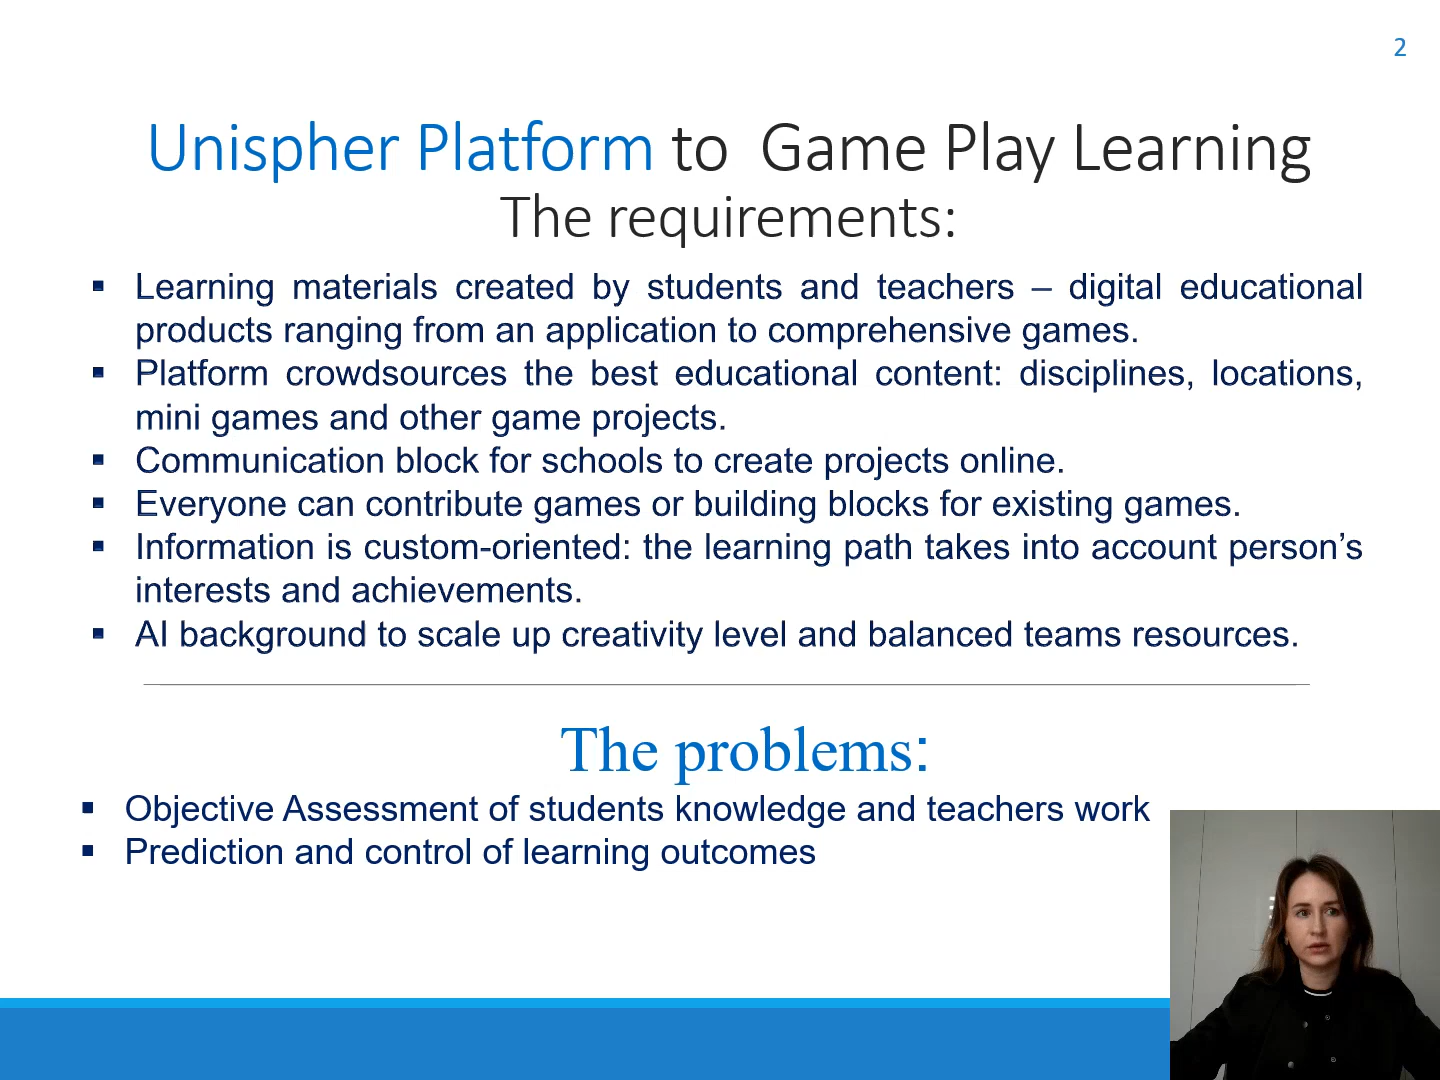 2
Unispher Platform to Game Play Learning
The requirements:
▪ Learning materials created by students and teachers – digital educational
products ranging from an application to comprehensive games.
▪ Platform crowdsources the best educational content: disciplines, locations,
mini games and other game projects.
▪ Communication block for schools to create projects online.
▪ Everyone can contribute games or building blocks for existing games.
▪ Information is custom-oriented: the learning path takes into account person’s
interests and achievements.
▪ AI background to scale up creativity level and balanced teams resources.
The problems:
▪ Objective Assessment of students knowledge and teachers work
▪ Prediction and control of learning outcomes